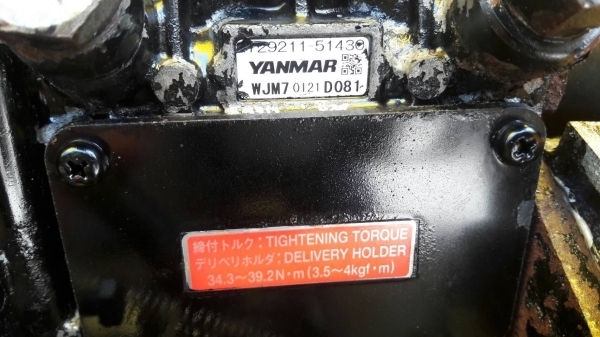 129211-51430
YANMAR
WJM7 0121 D081
締付トルク: TIGHTENING TORQUE
デリベリホルダ: DELIVERY HOLDER
34.3～39.2N・m (3.5～4kgf・m)